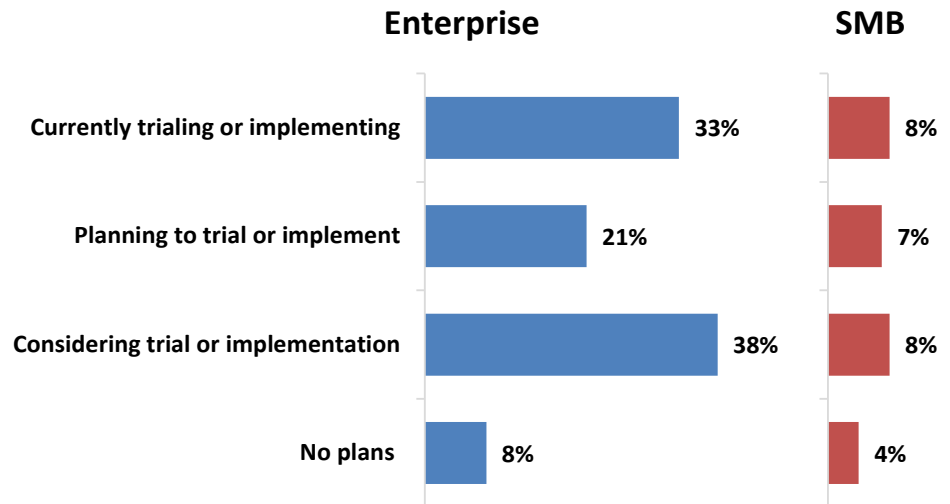 Enterprise SMB
Currently trialing or implementing 33% 8%
Planning to trial or implement 21% 7%
Considering trial or implementation 38% 8%
No plans 8% 4%